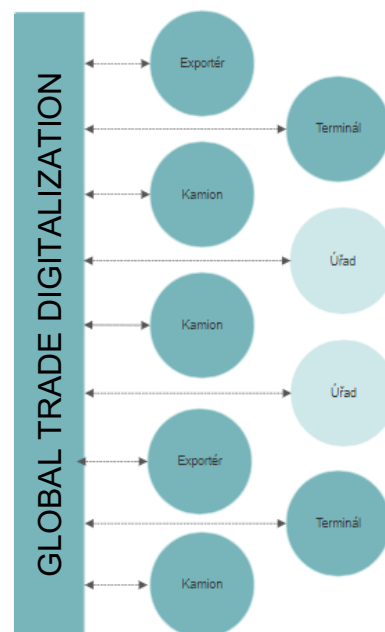 GLOBAL TRADE DIGITALIZATION
Exportér
Terminál
Kamion
Úřad
Kamion
Úřad
Exportér
Terminál
Kamion